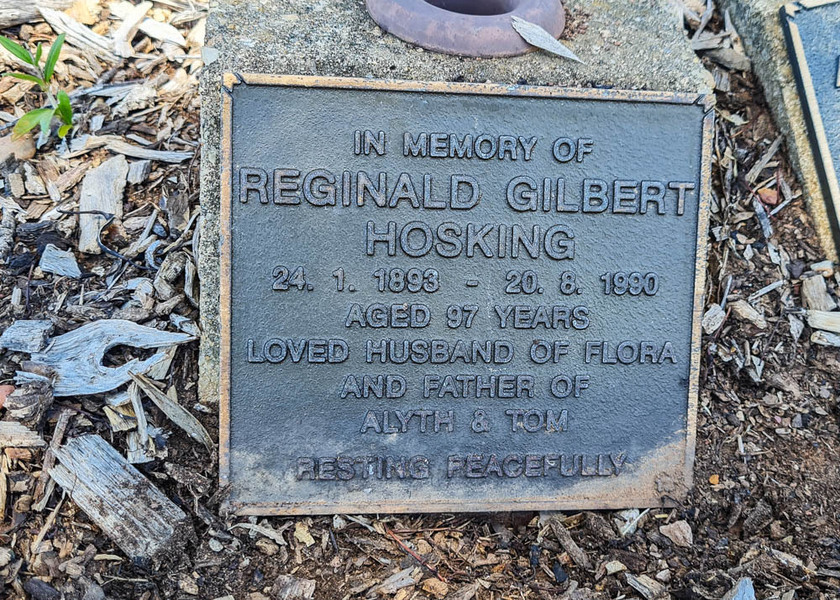 IN MEMORY OF
REGINALD GILBERT
HOSKING
24. 1. 1893 - 20. 8. 1990
AGED 97 YEARS
LOVED HUSBAND OF FLORA
AND FATHER OF
ALYTH & TOM
RESTING PEACEFULLY